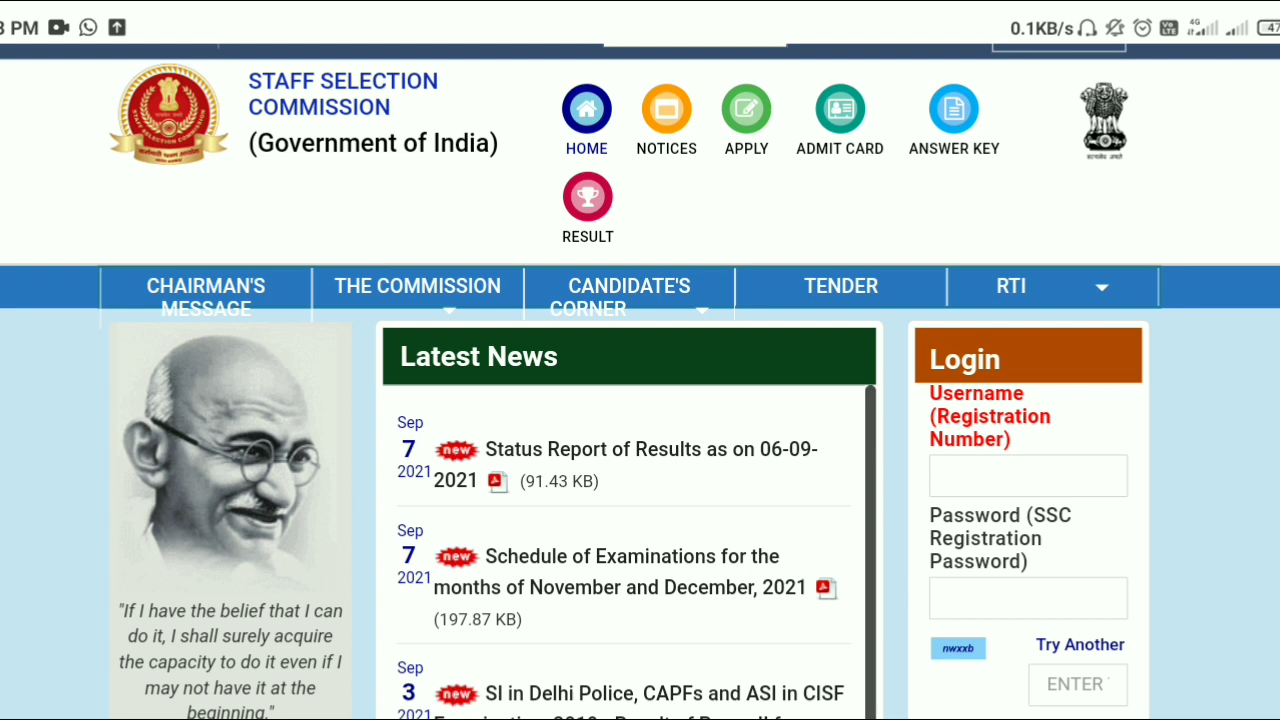 PM
0.1KB/s
4G
47
STAFF SELECTION
COMMISSION
(Government of India)
HOME
NOTICES
APPLY
ADMIT CARD
ANSWER KEY
RESULT
CHAIRMAN'S
MESSAGE
THE COMMISSION
CANDIDATE'S
CORNER
TENDER
RTI
"If I have the belief that I can
do it, I shall surely acquire
the capacity to do it even if I
may not have it at the
beginning."
Latest News
Sep
7
2021
new Status Report of Results as on 06-09-
2021 (91.43 KB)
Sep
7
2021
new Schedule of Examinations for the
months of November and December, 2021
(197.87 KB)
Sep
3
2021
new SI in Delhi Police, CAPFs and ASI in CISF
Login
Username
(Registration
Number)
Password (SSC
Registration
Password)
nwxxb
Try Another
ENTER